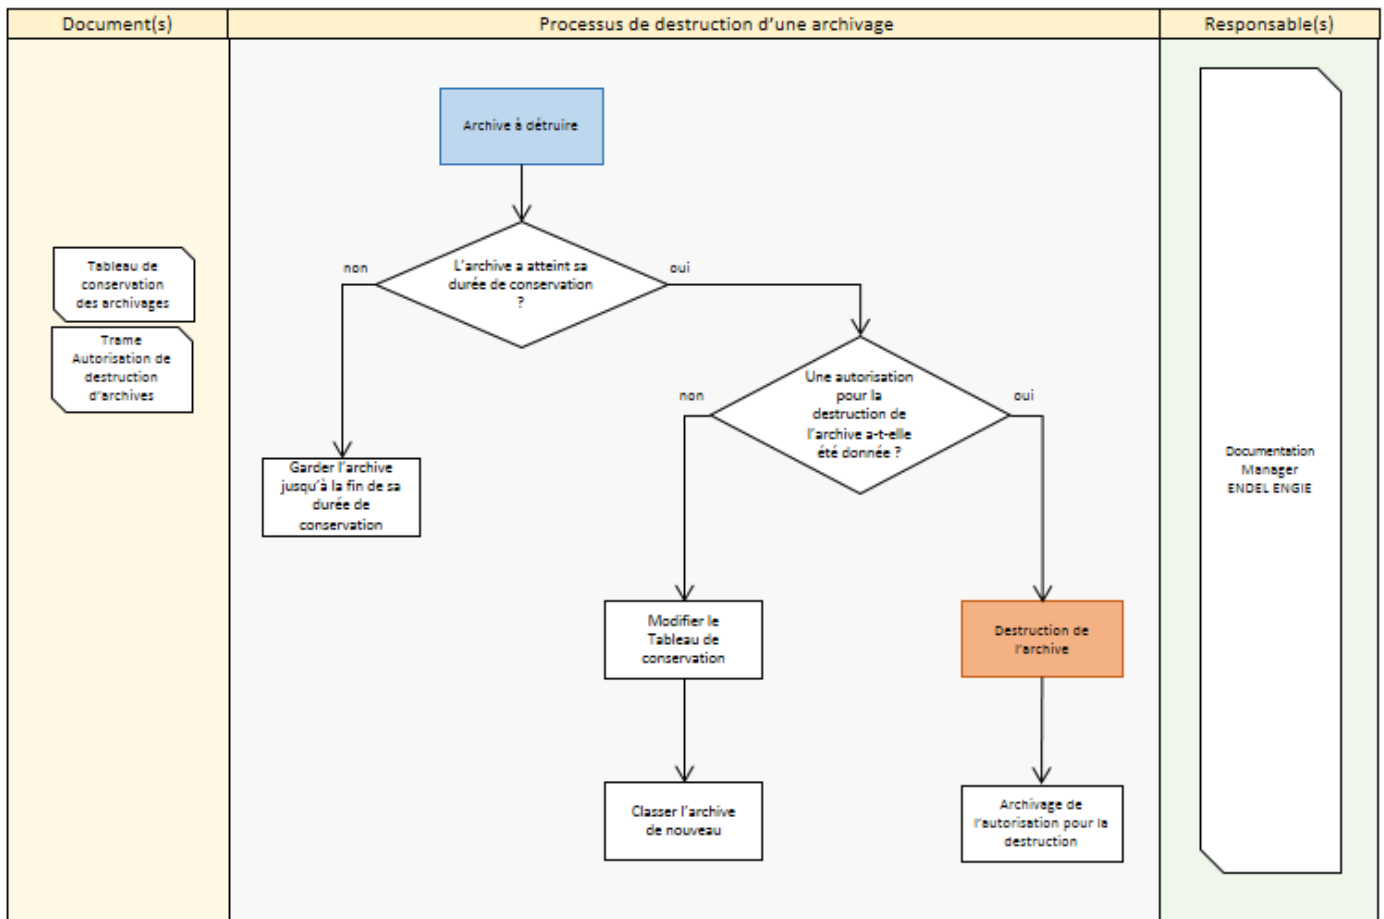 Document(s)
Processus de destruction d'une archivage
Responsable(s)
Archive à détruire
L'archive a atteint sa
durée de conservation
?
non
oui
Tableau de
conservation
des archivages
Trame
Autorisation de
destruction
d'archives
Une autorisation
pour la
destruction de
l'archive a-t-elle
été donnée ?
non
oui
Garder l'archive
jusqu'à la fin de sa
durée de
conservation
Documentation
Manager
ENDEL ENGIE
Modifier le
Tableau de
conservation
Destruction de
l'archive
Classer l'archive
de nouveau
Archivage de
l'autorisation pour la
destruction